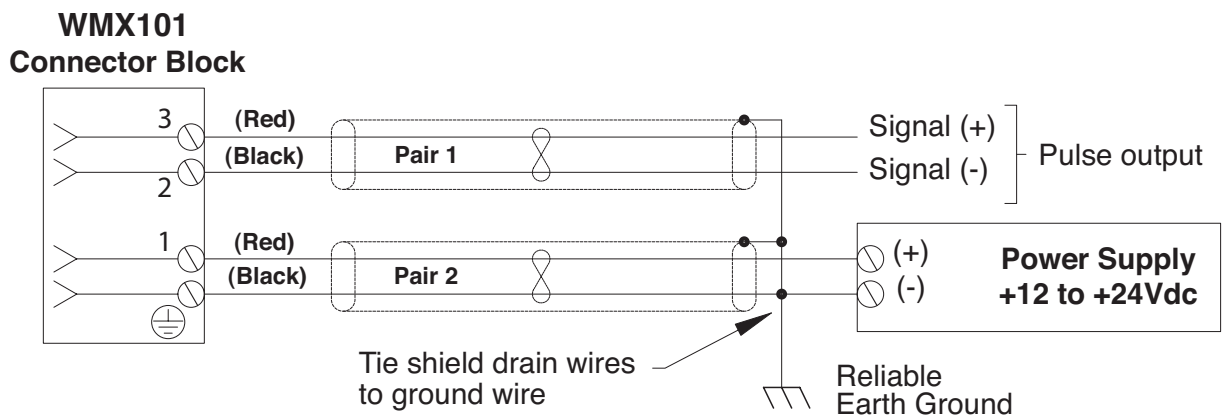 WMX101
Connector Block
3
(Red)
(Black)
2
Pair 1
Signal (+)
Signal (-)
Pulse output
1
(Red)
(Black)
Pair 2
(+)
(-)
Power Supply
+12 to +24Vdc
Tie shield drain wires
to ground wire
Reliable
Earth Ground